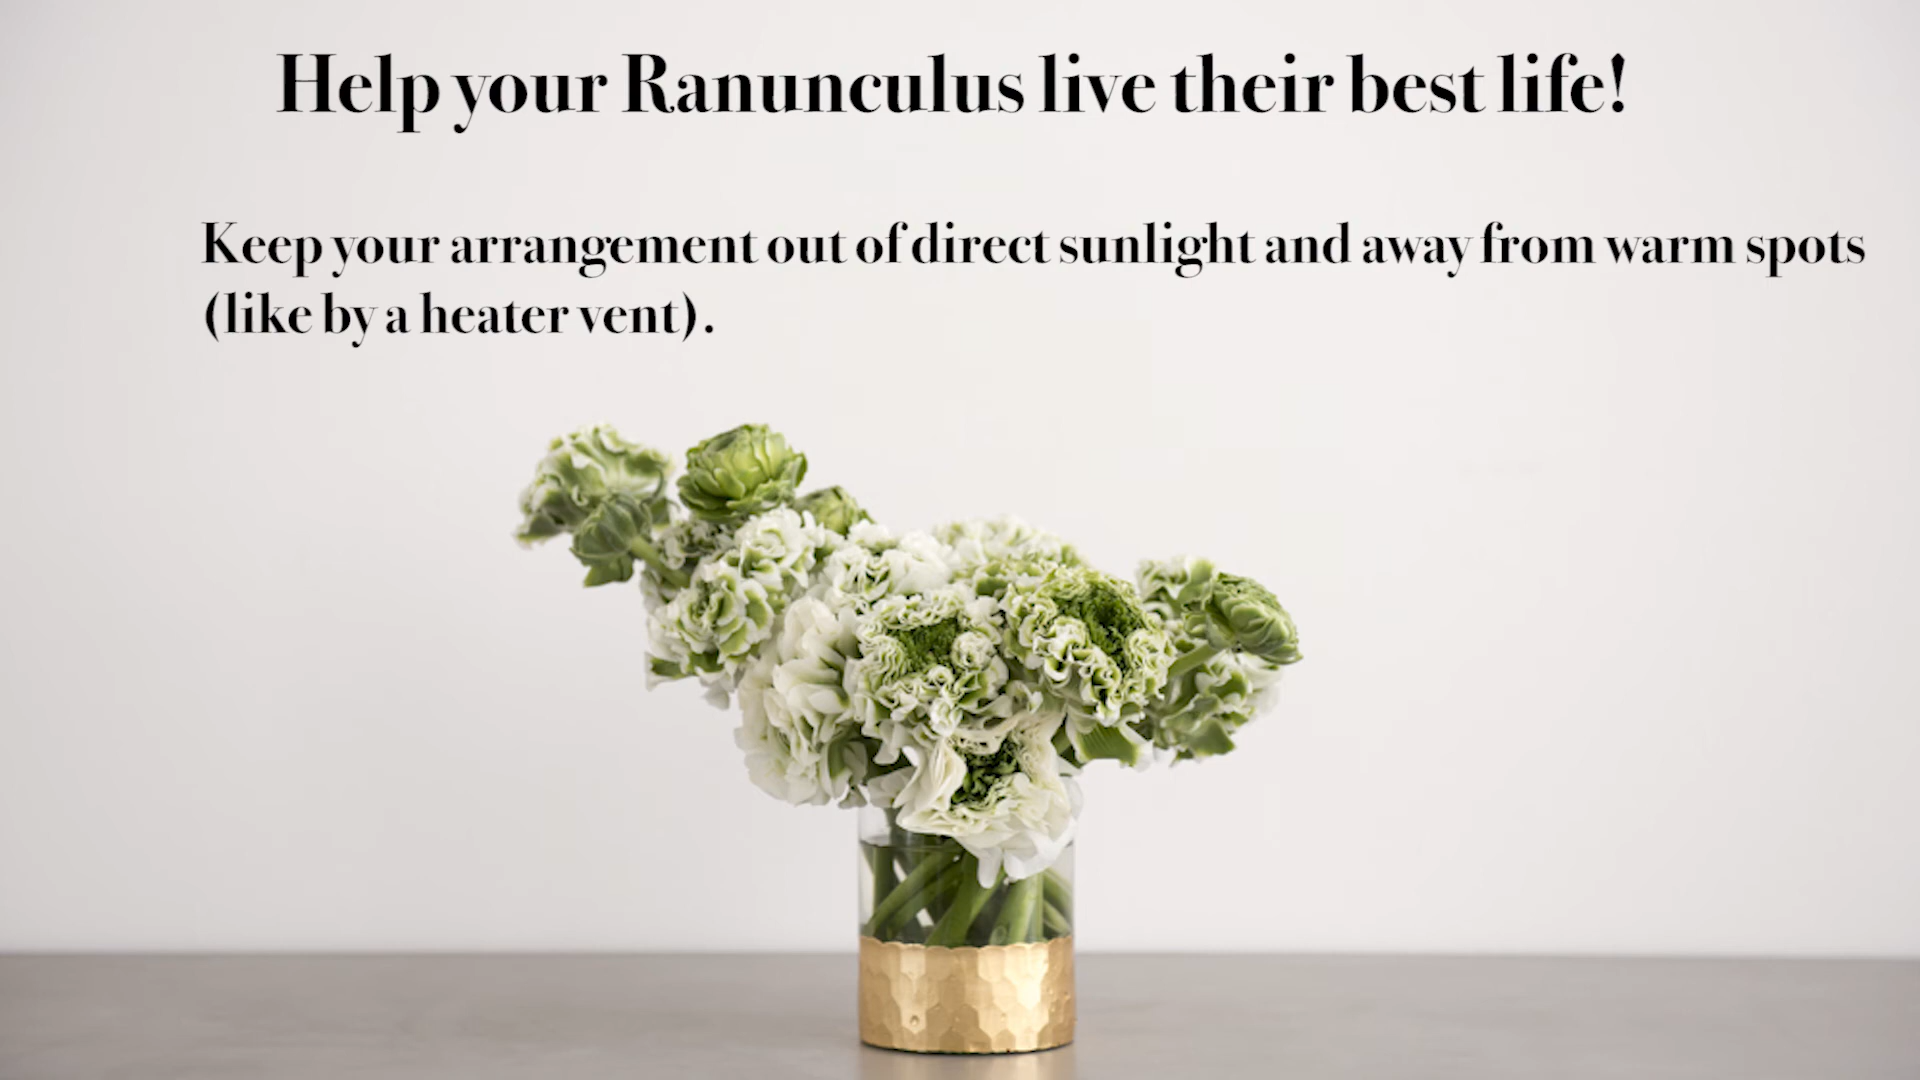 Help your Ranunculus live their best life!
Keep your arrangement out of direct sunlight and away from warm spots
(like by a heater vent).